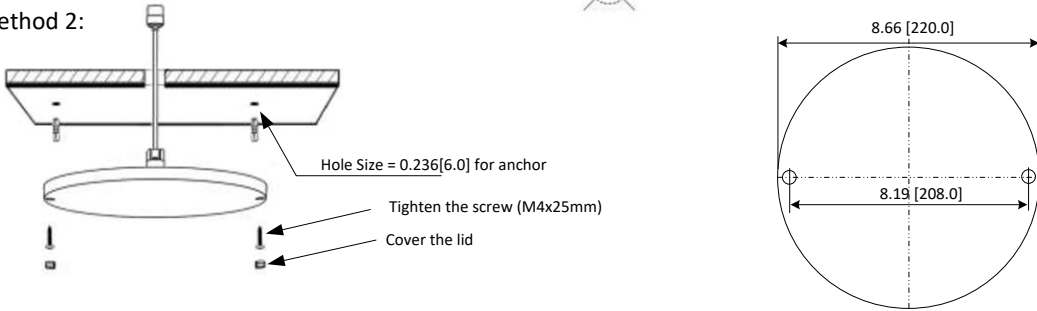 ethod 2:
8.66 [220.0]
Hole Size = 0.236[6.0] for anchor
8.19 [208.0]
Tighten the screw (M4x25mm)
Cover the lid